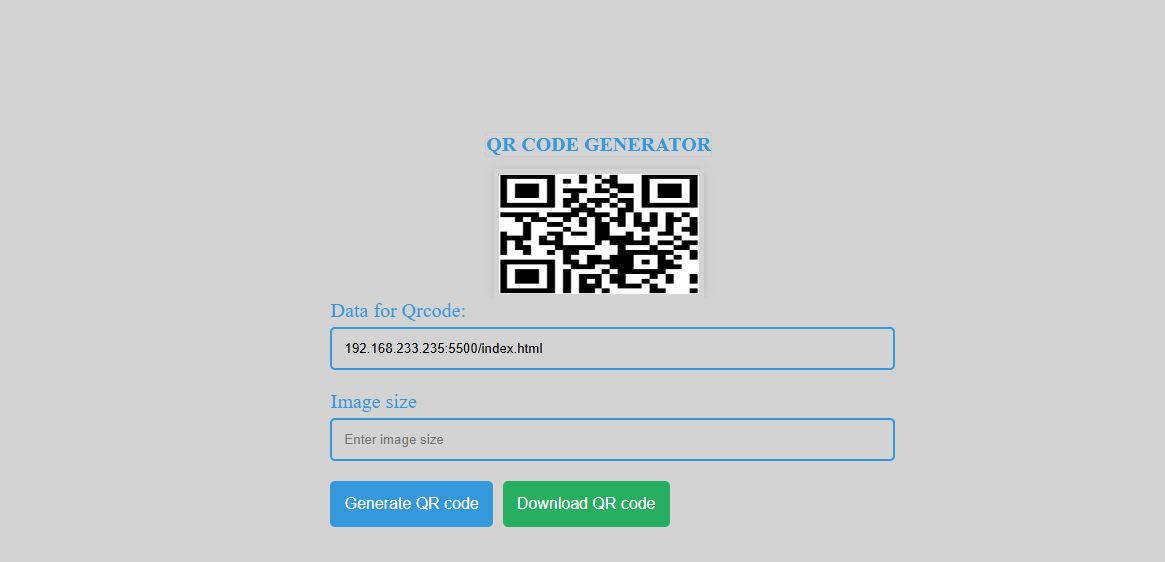 QR CODE GENERATOR
Data for Qrcode:
192.168.233.235:5500/index.html
Image size
Enter image size
Generate QR code
Download QR code